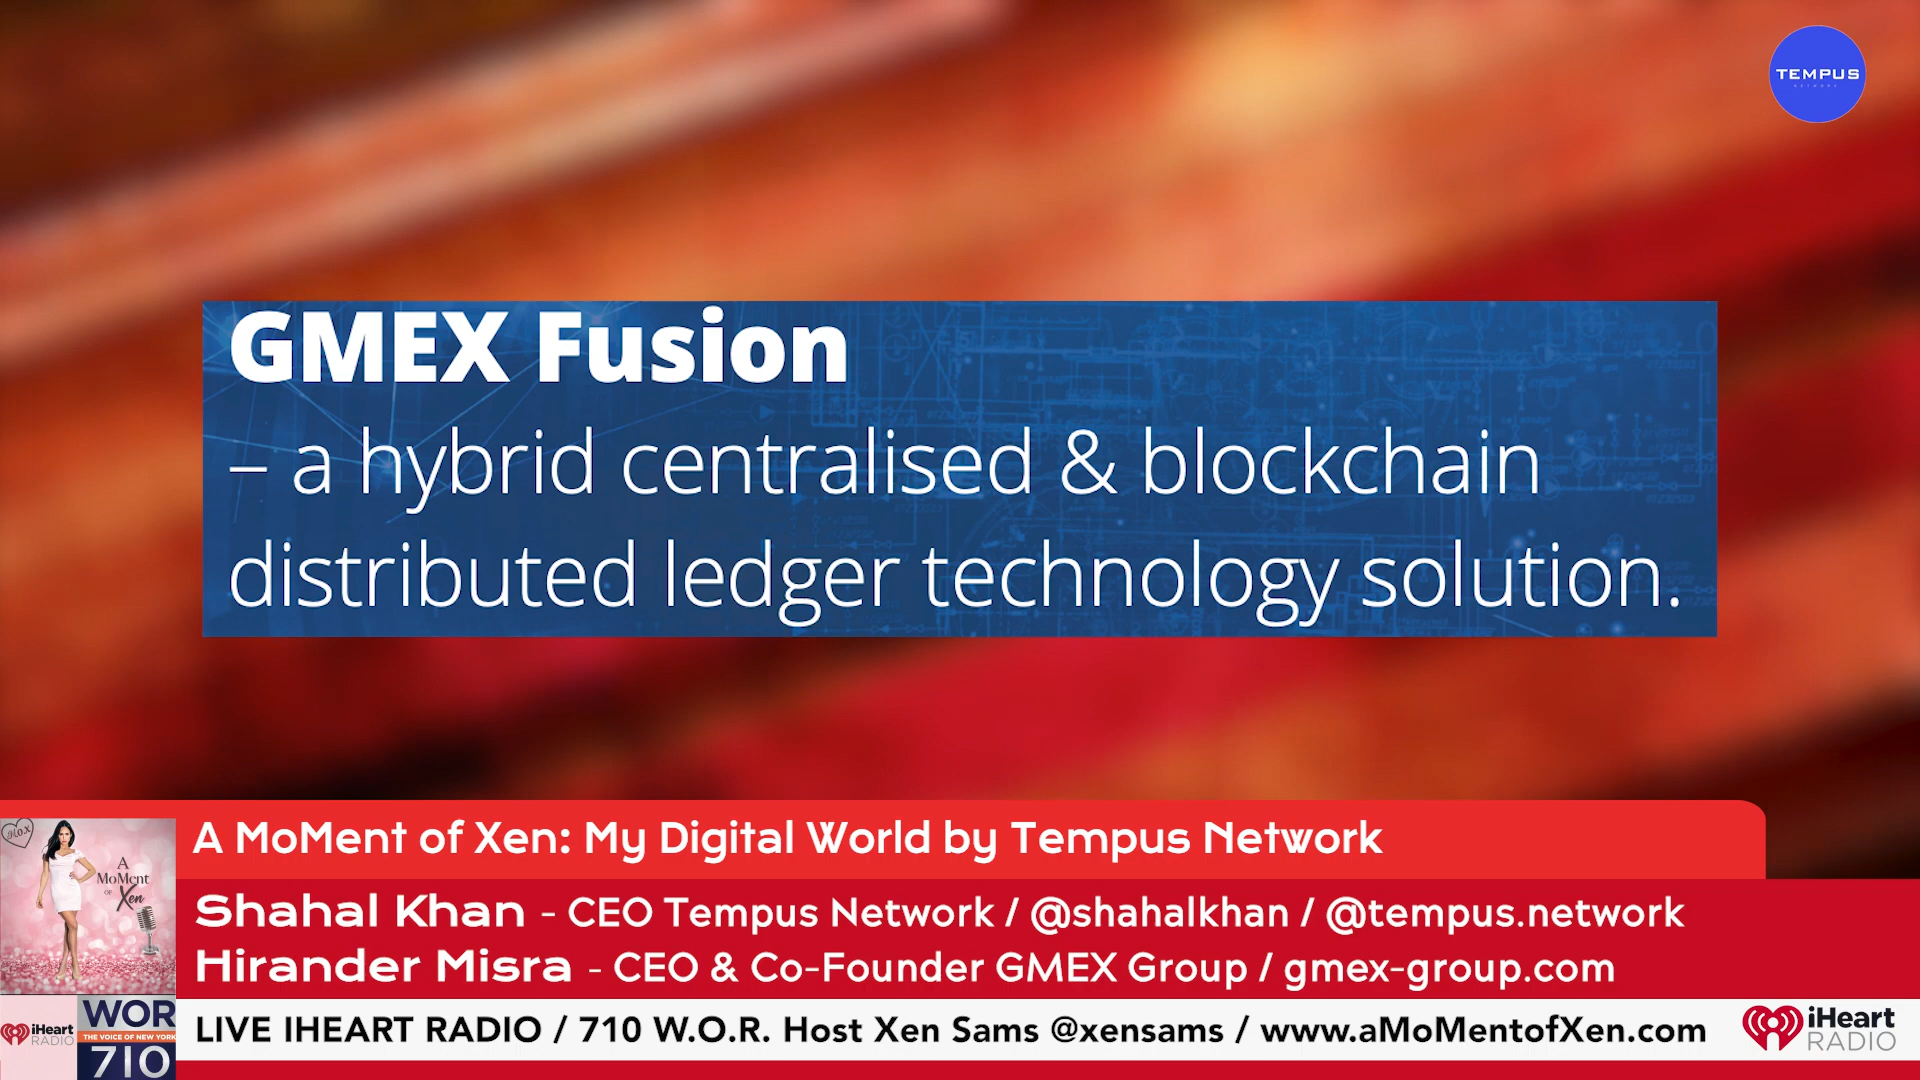 TEMPUS
NETWORK
GMEX Fusion
– a hybrid centralised & blockchain
distributed ledger technology solution.
A MoMent of Xen: My Digital World by Tempus Network
Shahal Khan - CEO Tempus Network / @shahalkhan / @tempus.network
Hirander Misra - CEO & Co-Founder GMEX Group / gmex-group.com
M.O.X
A
MoMent
OF
Xen
iHeart
RADIO
WOR
THE VOICE OF NEW YORK
710
LIVE IHEART RADIO / 710 W.O.R. Host Xen Sams @xensams / www.aMoMentofXen.com
iHeart
RADIO